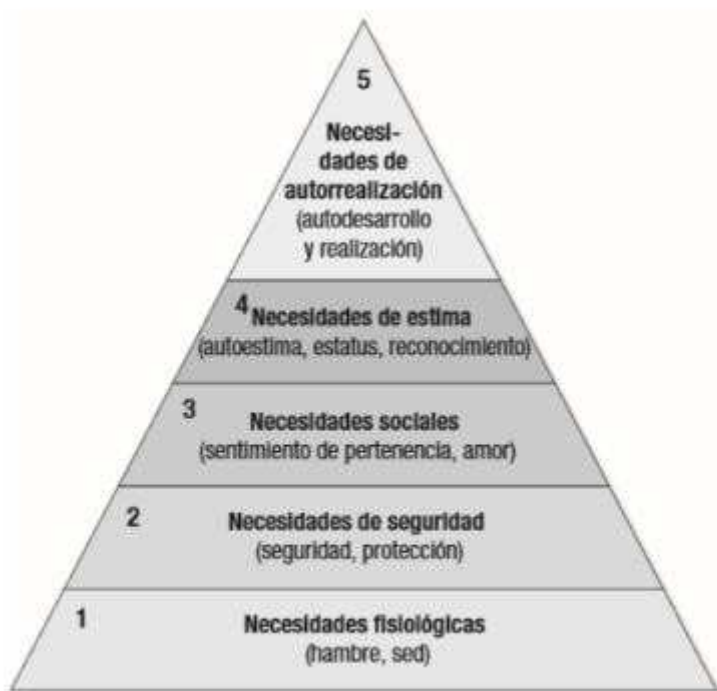 5
Necesi-
dades de
autorrealización
(autodesarrollo
y realización)
4 Necesidades de estima
(autoestima, estatus, reconocimiento)
3
Necesidades sociales
(sentimiento de pertenencia, amor)
2
Necesidades de seguridad
(seguridad, protección)
1
Necesidades fisiológicas
(hambre, sed)